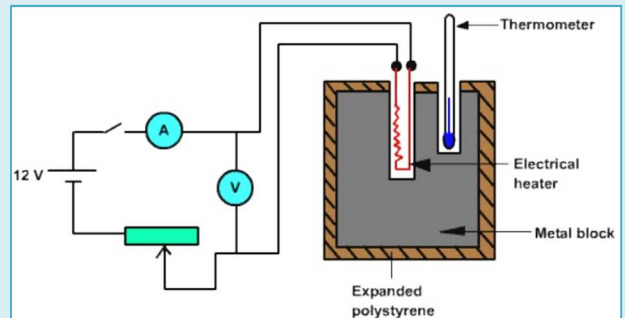 Thermometer
A
12 V
V
Electrical
heater
Metal block
Expanded
polystyrene